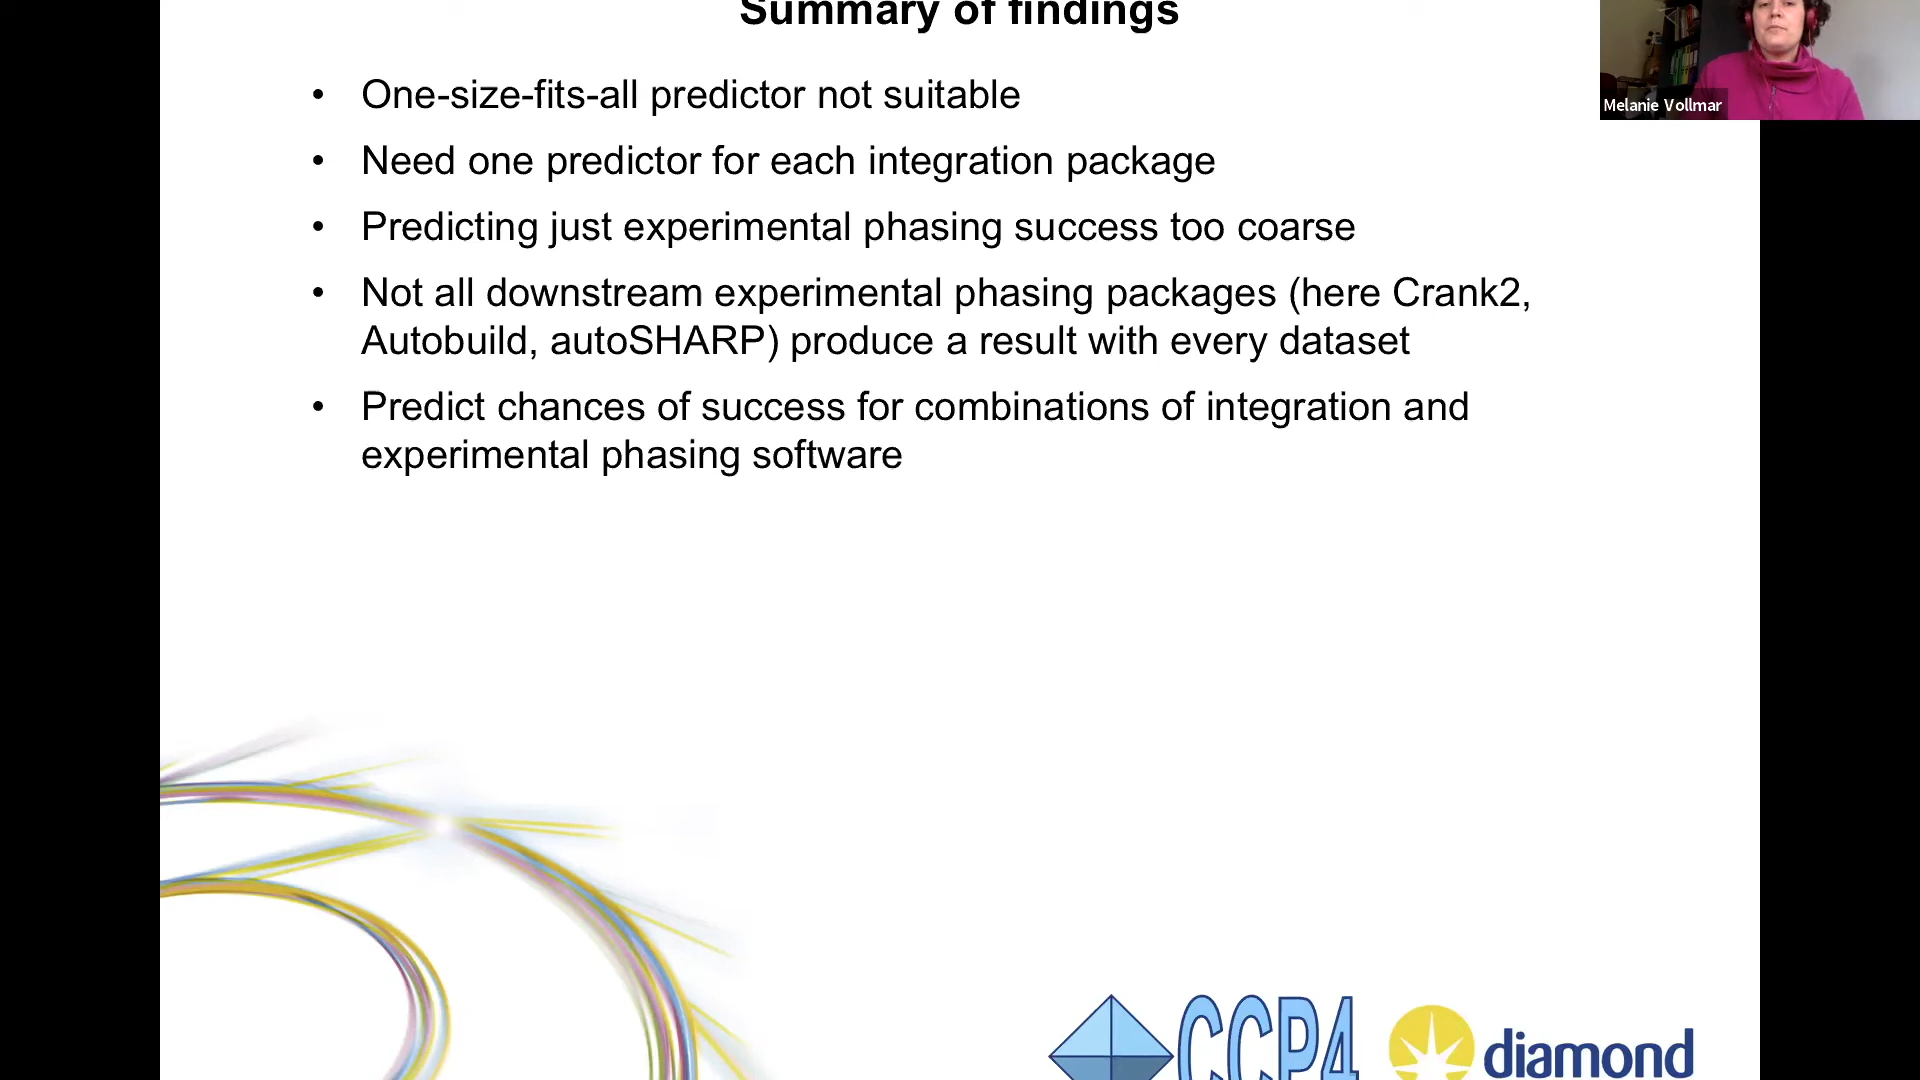 Summary of findings
Melanie Vollmar
• One-size-fits-all predictor not suitable
• Need one predictor for each integration package
• Predicting just experimental phasing success too coarse
• Not all downstream experimental phasing packages (here Crank2,
Autobuild, autoSHARP) produce a result with every dataset
• Predict chances of success for combinations of integration and
experimental phasing software
CCP4
diamond